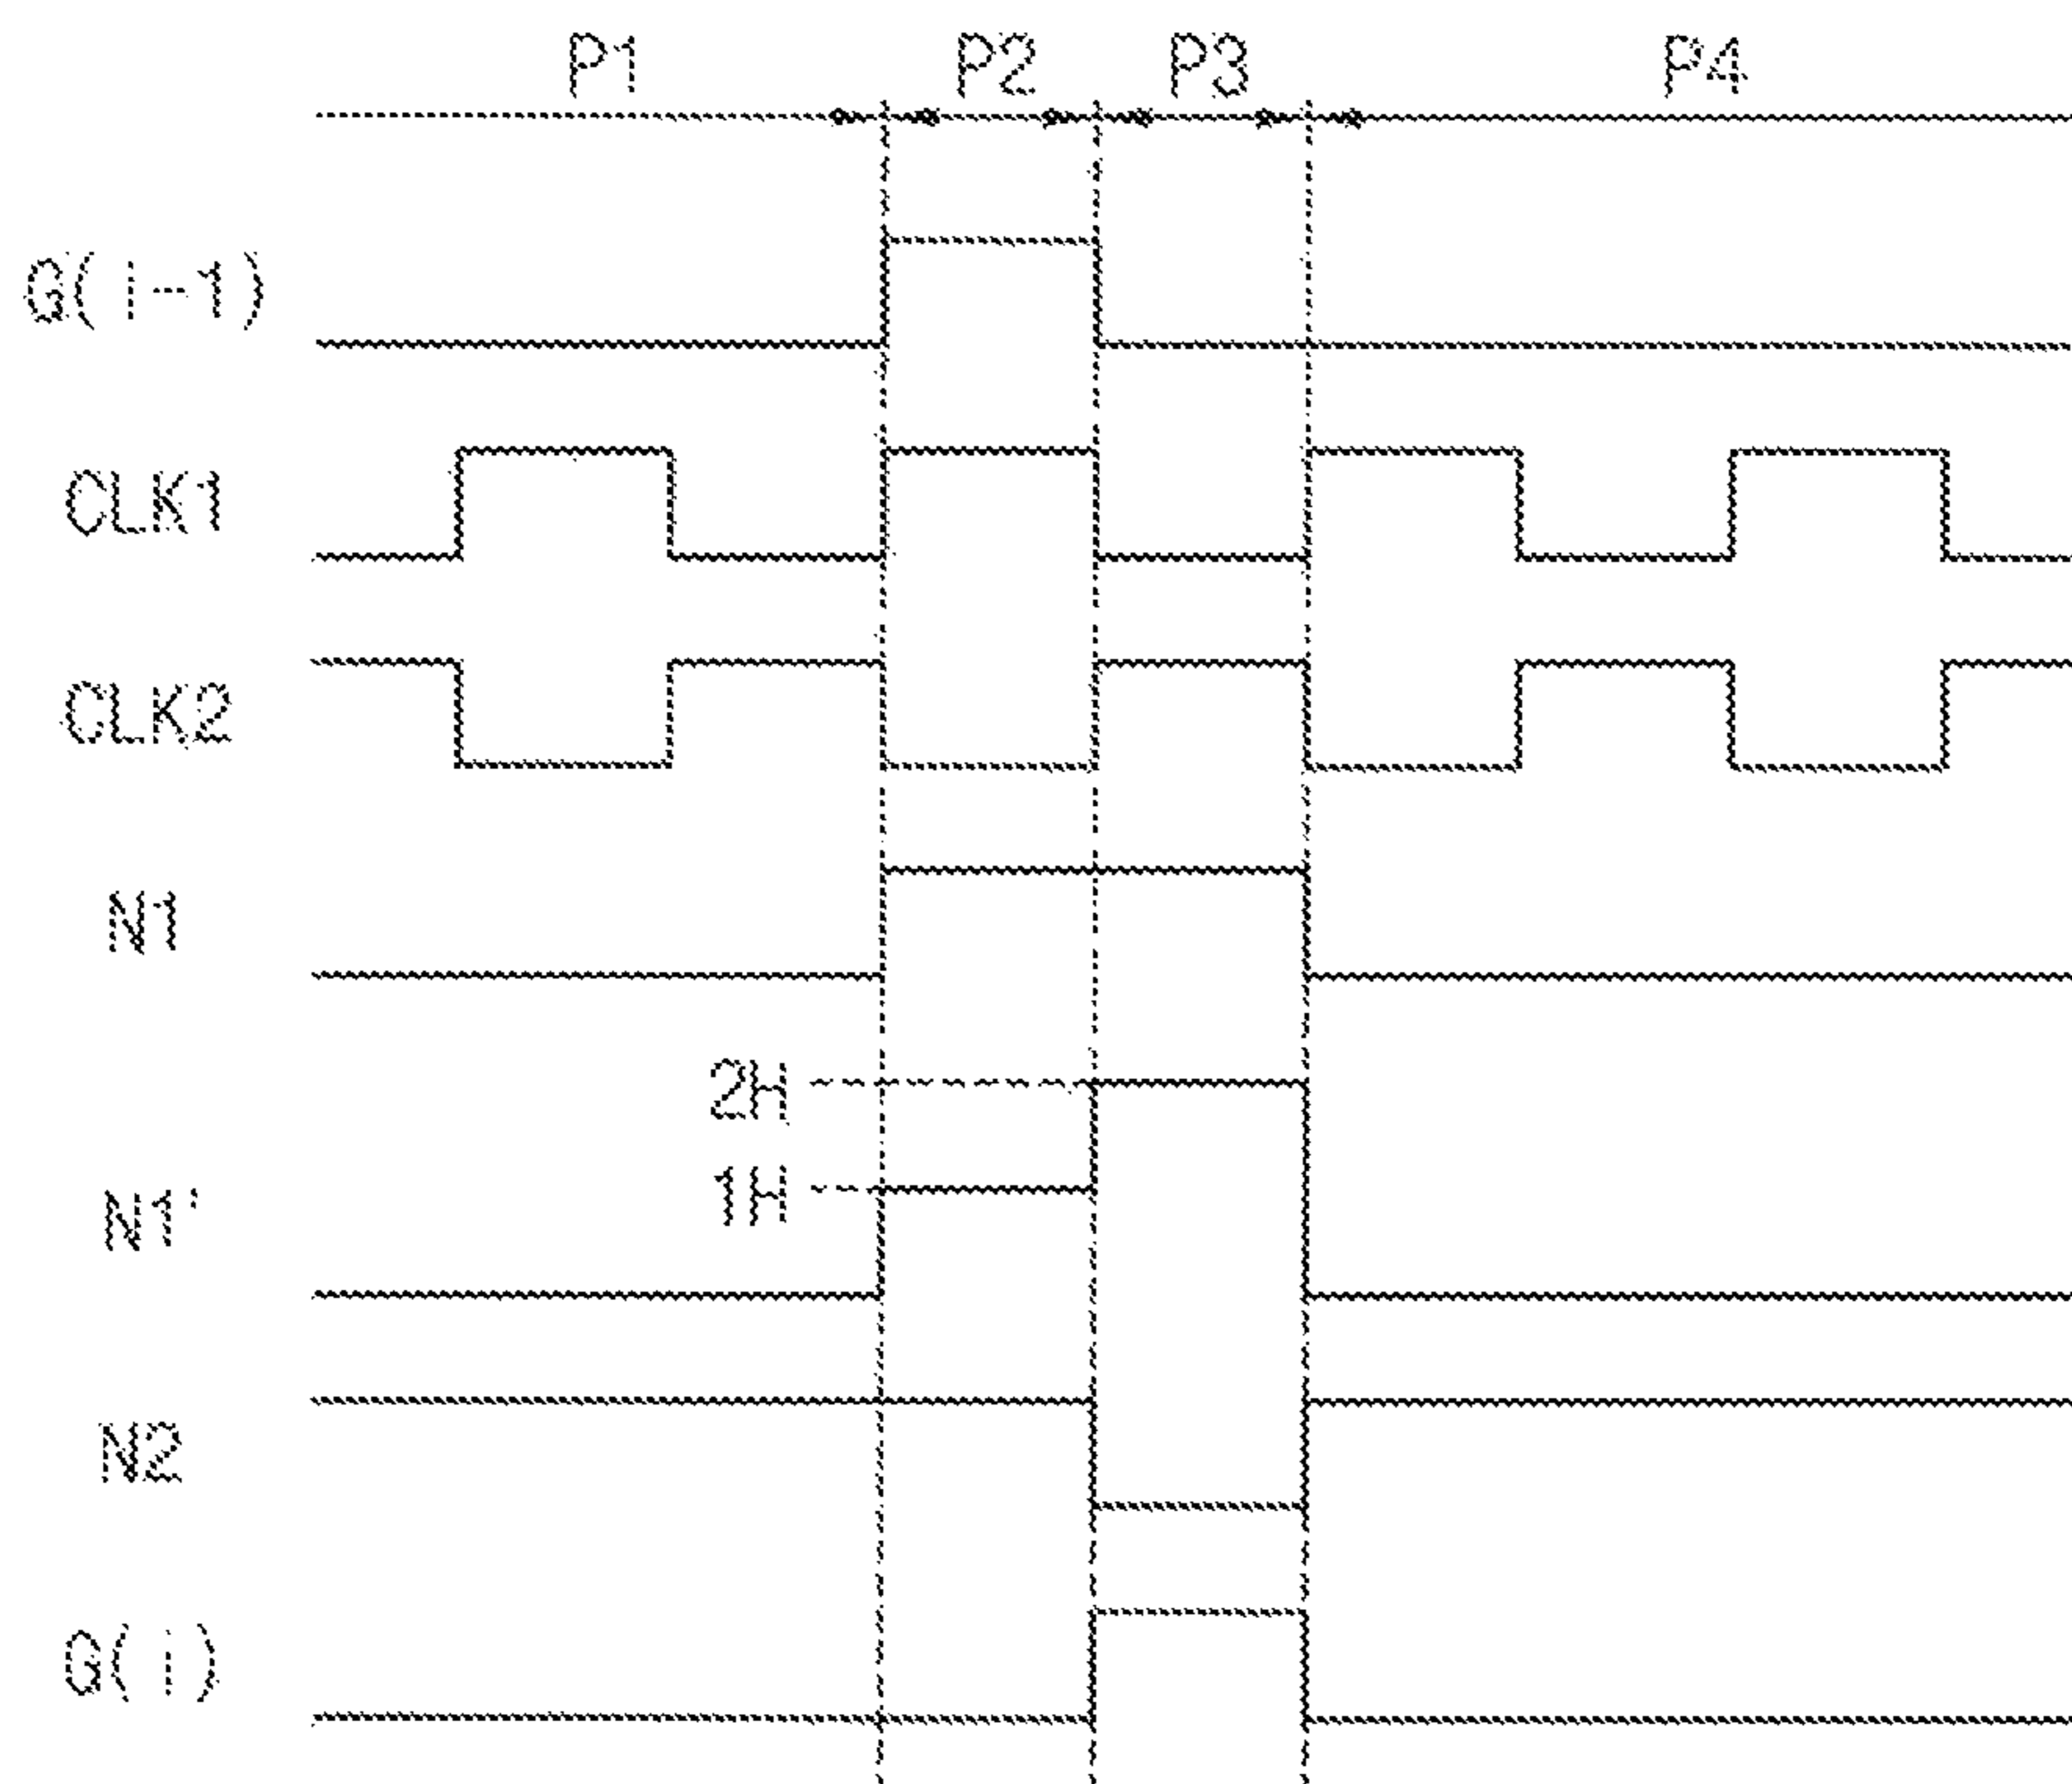 P1 P2 P3 P4
G(i-1)
CLK1
CLK2
N1
2H
1H
N1'
N2
G(i)